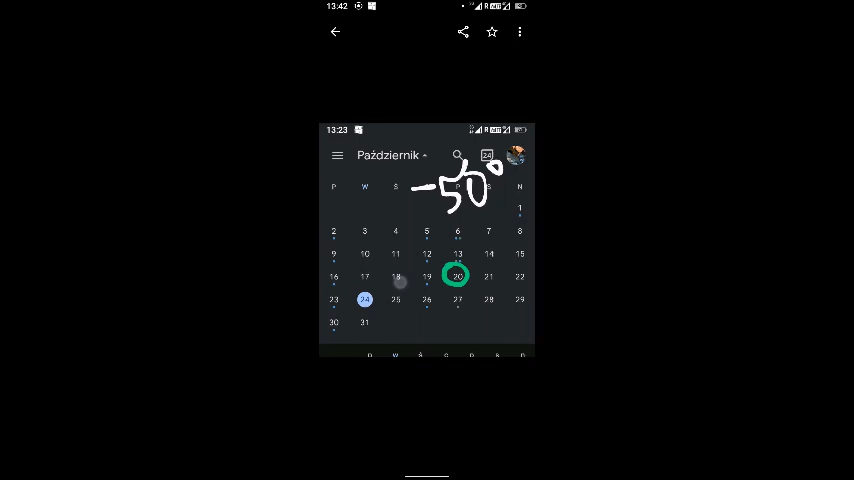 13:42
13:23
Październik
24
P W S P S N
-50°
1
2 3 4 5 6 7 8
9 10 11 12 13 14 15
16 17 18 19 20 21 22
23 24 25 26 27 28 29
30 31